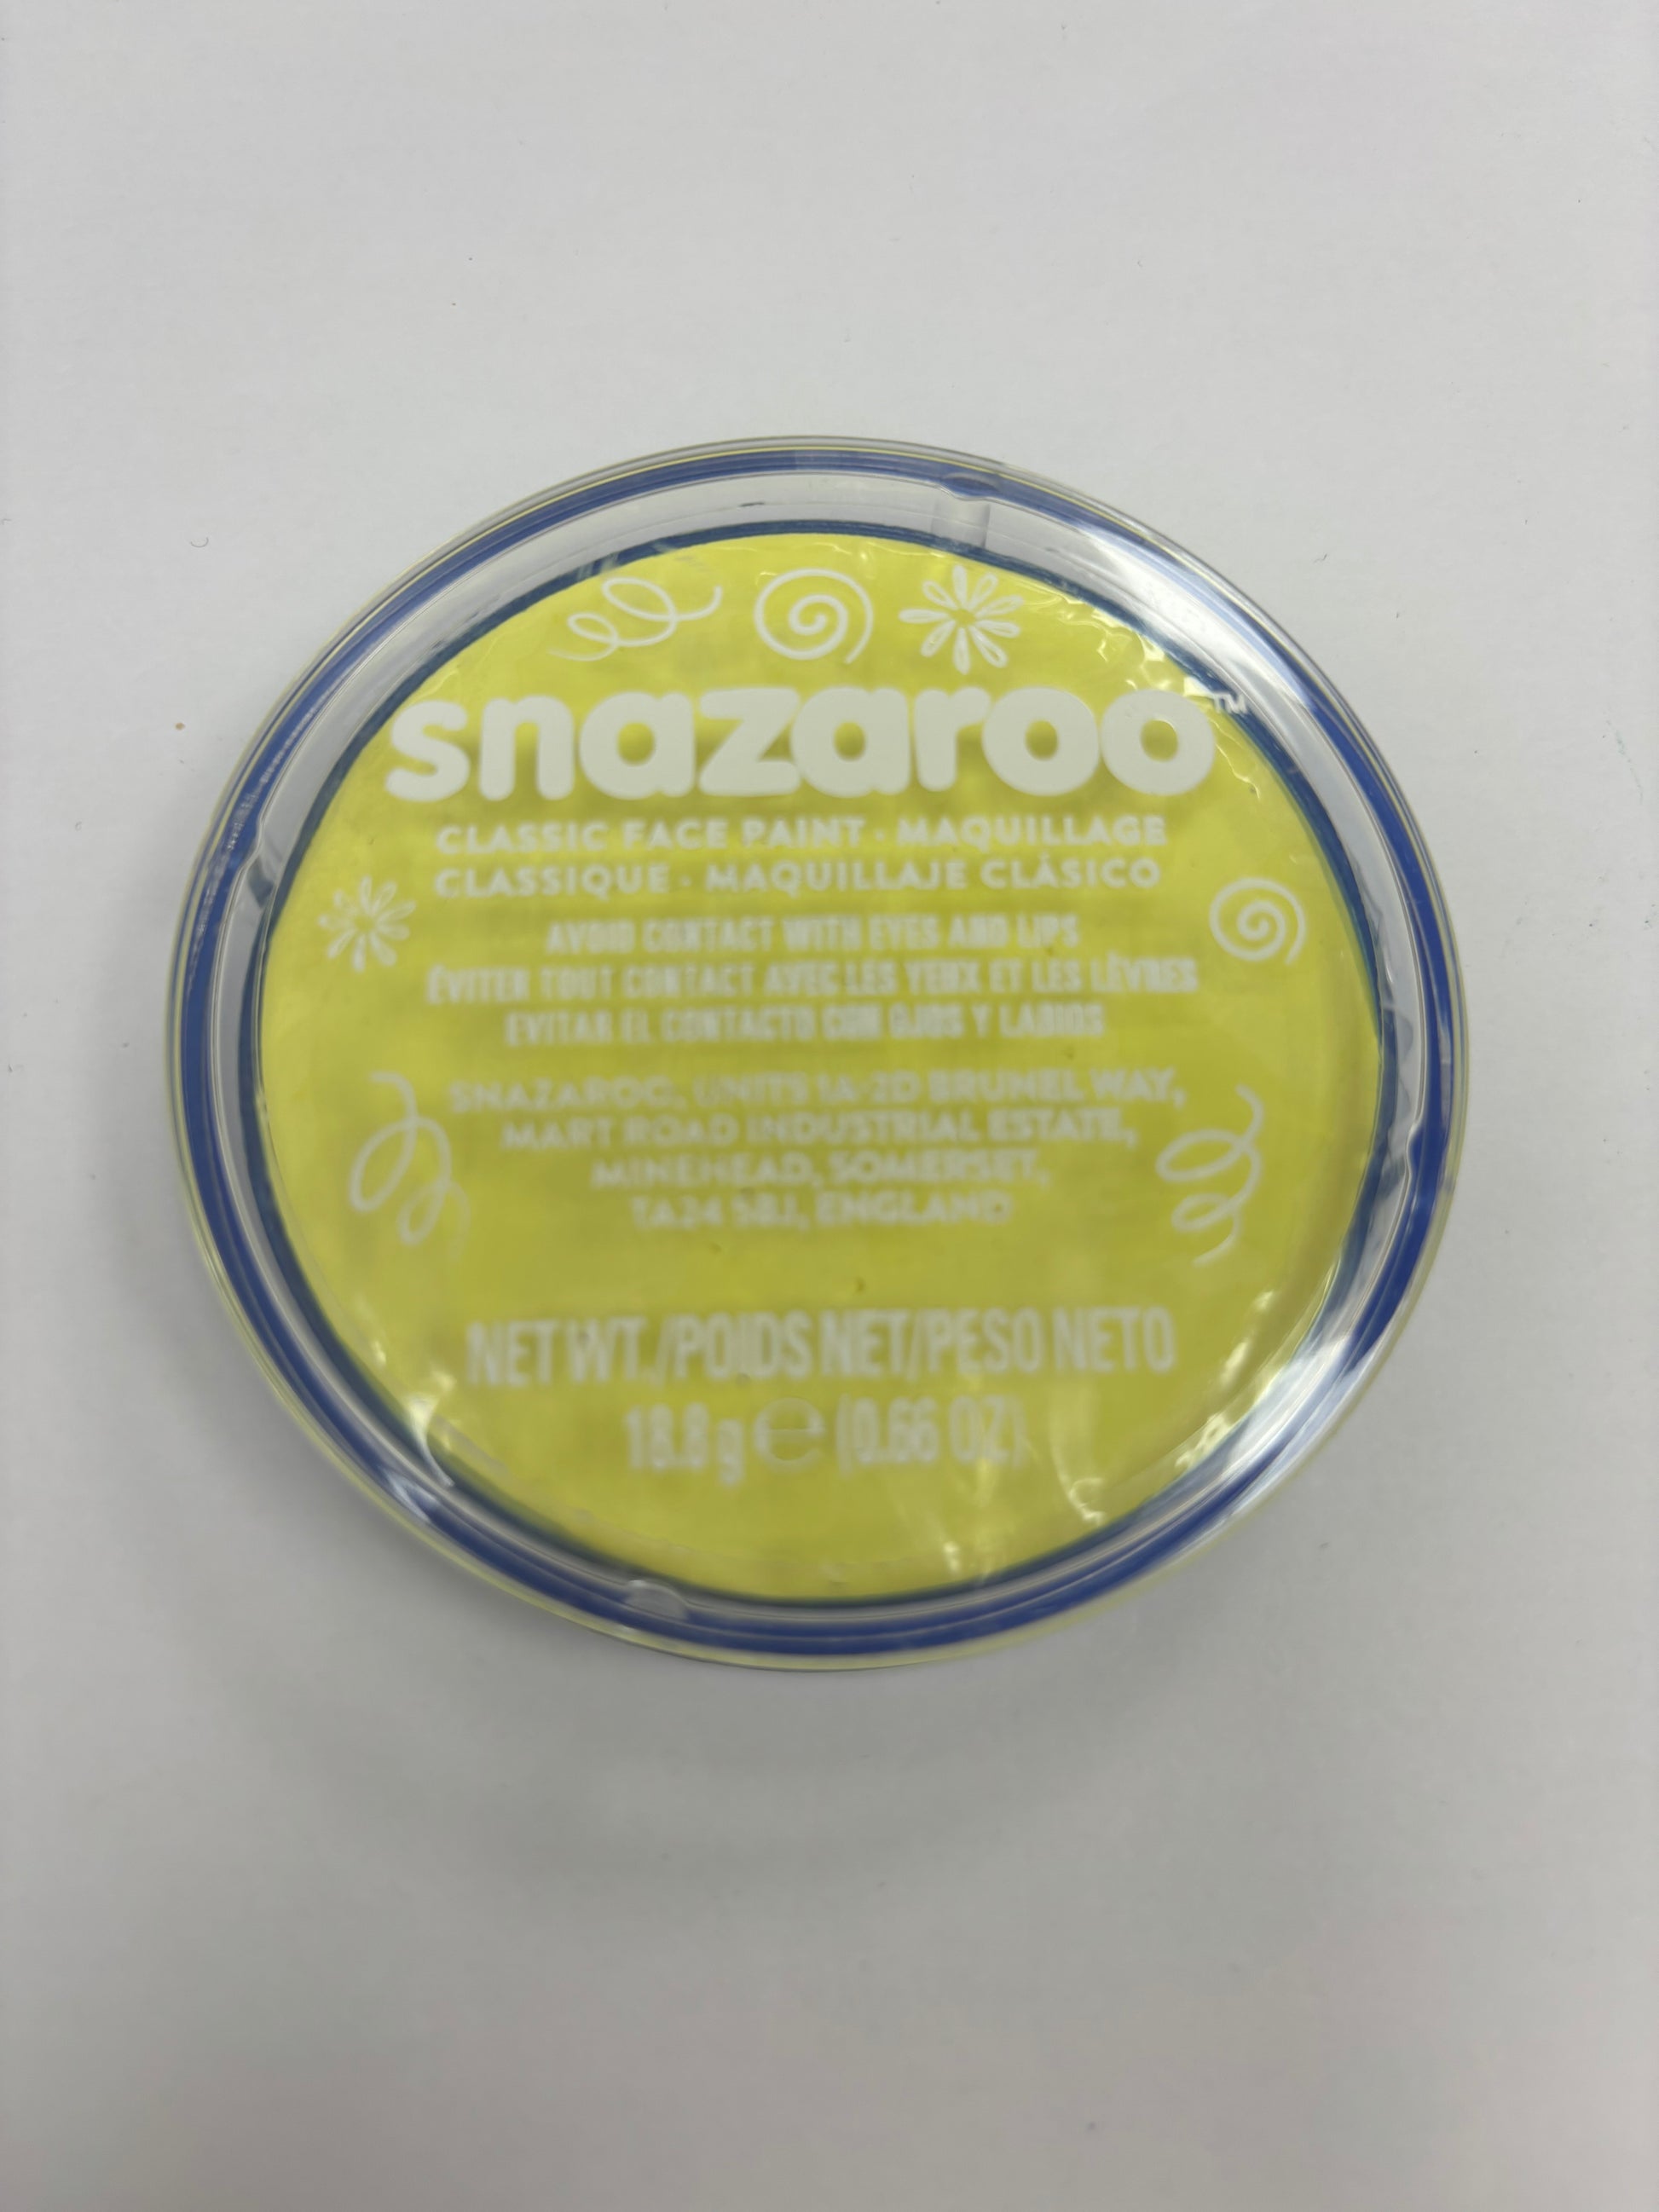 snazaroo™
CLASSIC FACE PAINT · MAQUILLAGE
CLASSIQUE · MAQUILLAJE CLÁSICO
AVOID CONTACT WITH EYES AND LIPS
ÉVITER TOUT CONTACT AVEC LES YEUX ET LES LÈVRES
EVITAR EL CONTACTO CON OJOS Y LABIOS
SNAZAROO, UNITS 1A-2D BRUNEL WAY,
MART ROAD INDUSTRIAL ESTATE,
MINEHEAD, SOMERSET,
TA24 5BJ, ENGLAND
NET WT./POIDS NET/PESO NETO
18.8 g ℮ (0.66 OZ)